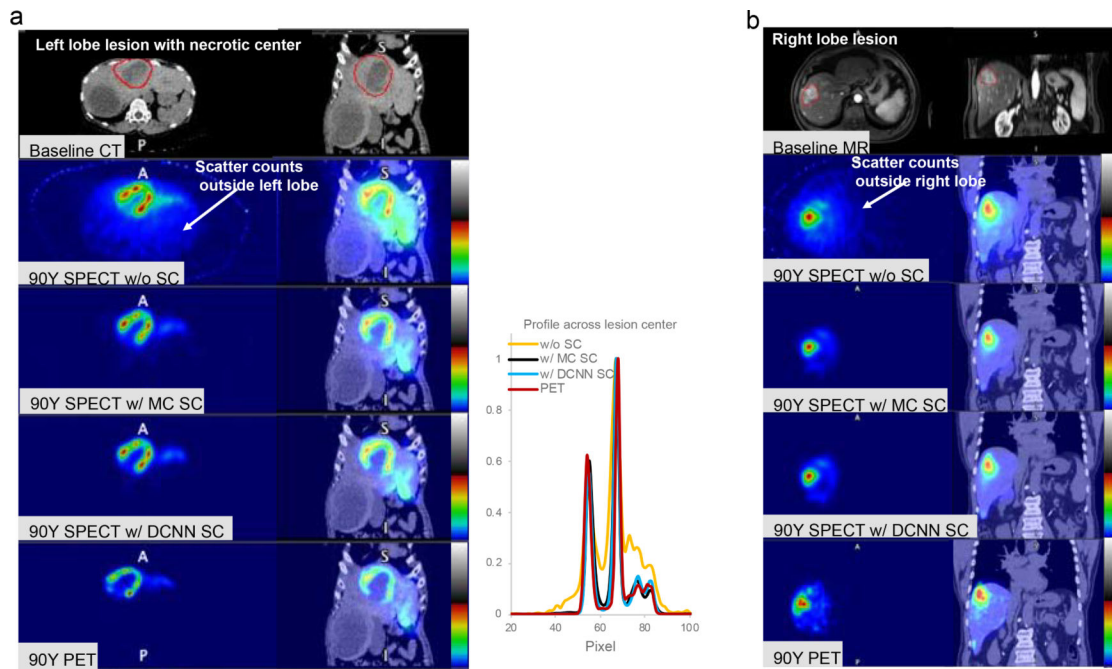 a
Left lobe lesion with necrotic center
S
Baseline CT
P
I
A
Scatter counts
outside left lobe
S
90Y SPECT w/o SC
I
A
S
90Y SPECT w/ MC SC
I
A
S
90Y SPECT w/ DCNN SC
I
A
S
90Y PET
P
I
Profile across lesion center
w/o SC
w/ MC SC
w/ DCNN SC
PET
1
0.8
0.6
0.4
0.2
0
20
40
60
80
100
Pixel
b
Right lobe lesion
A
S
Baseline MR
Scatter counts
outside right lobe
90Y SPECT w/o SC
A
90Y SPECT w/ MC SC
90Y SPECT w/ DCNN SC
90Y PET